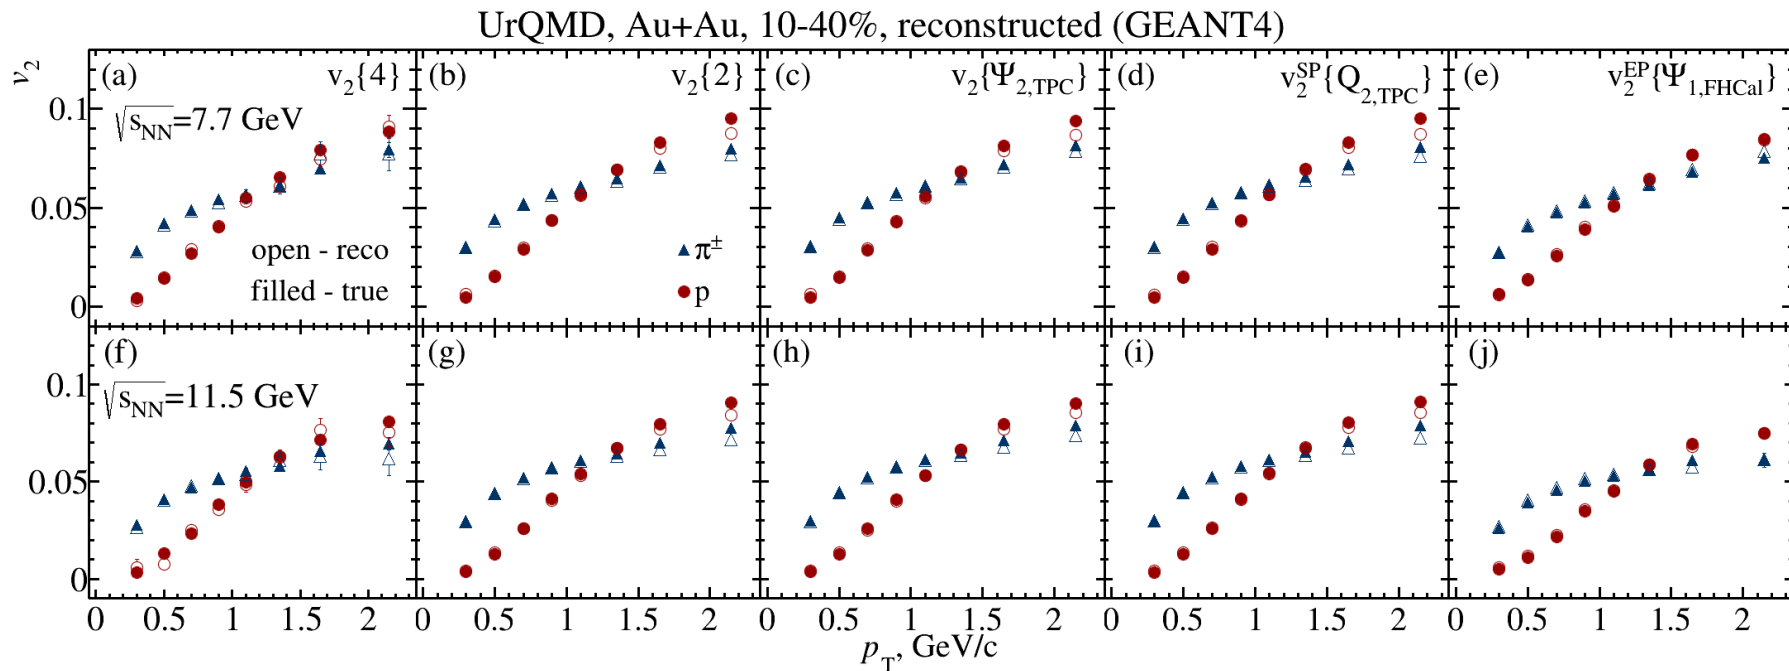 UrQMD, Au+Au, 10-40%, reconstructed (GEANT4)
v₂
(a) v₂{4}
√sNN=7.7 GeV
open - reco
filled - true
(b) v₂{2}
π±
p
(c) v₂{Ψ2,TPC}
(d) v₂^SP{Q2,TPC}
(e) v₂^EP{Ψ1,FHCal}
0.1
0.05
0
(f)
√sNN=11.5 GeV
(g)
(h)
(i)
(j)
0.1
0.05
0
0 0.5 1 1.5 2 0 0.5 1 1.5 2 0 0.5 1 1.5 2 0 0.5 1 1.5 2 0 0.5 1 1.5 2
pT, GeV/c